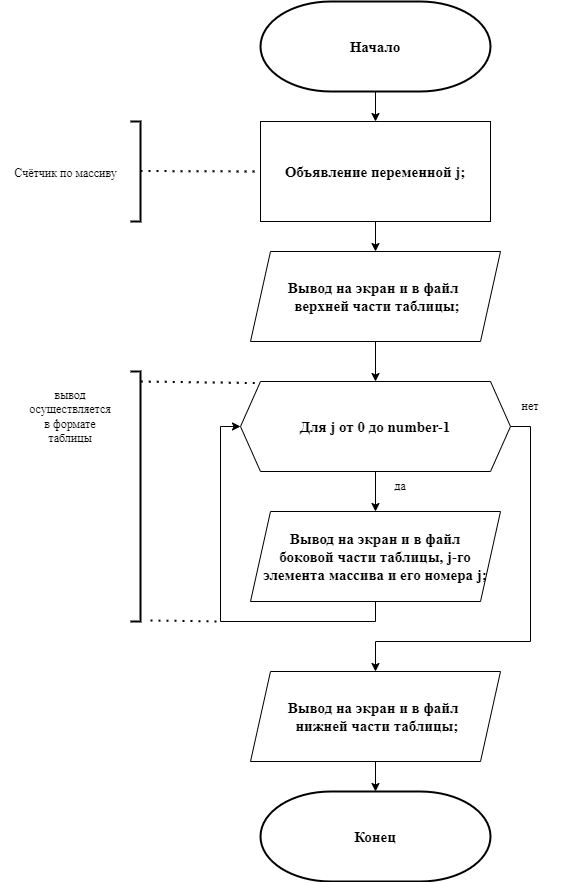 Начало
Счётчик по массиву
Объявление переменной j;
Вывод на экран и в файл
верхней части таблицы;
вывод
осуществляется
в формате
таблицы
Для j от 0 до number-1
нет
да
Вывод на экран и в файл
боковой части таблицы, j-го
элемента массива и его номера j;
Вывод на экран и в файл
нижней части таблицы;
Конец